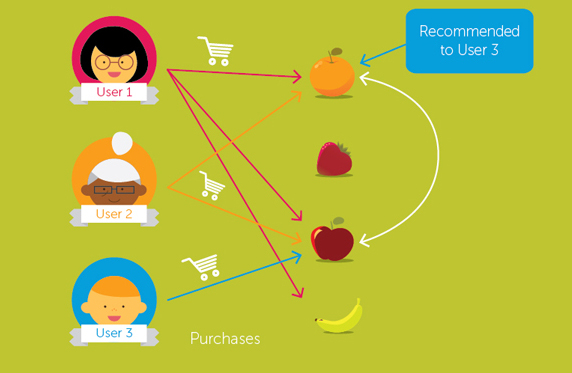 Recommended
to User 3
User 1
User 2
User 3
Purchases